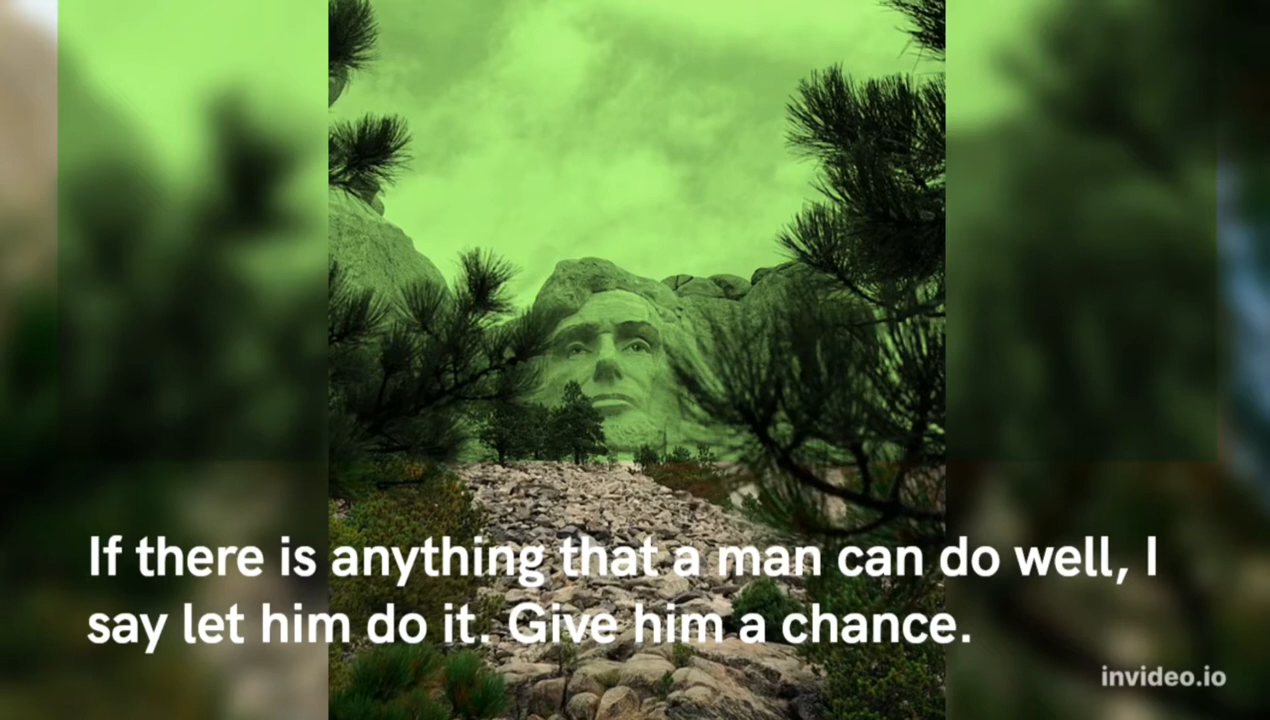 If there is anything that a man can do well, I
say let him do it. Give him a chance.
invideo.io